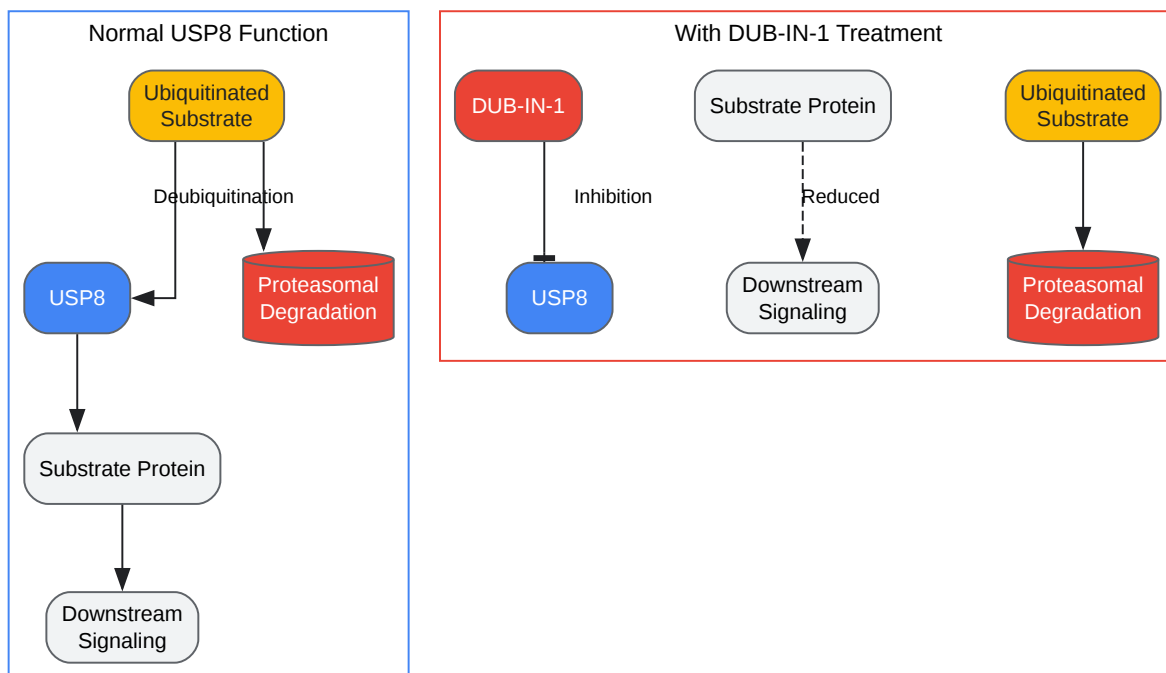 Normal USP8 Function
Ubiquitinated
Substrate
Deubiquitination
USP8
Proteasomal
Degradation
Substrate Protein
Downstream
Signaling
With DUB-IN-1 Treatment
DUB-IN-1
Substrate Protein
Ubiquitinated
Substrate
Inhibition
Reduced
USP8
Downstream
Signaling
Proteasomal
Degradation